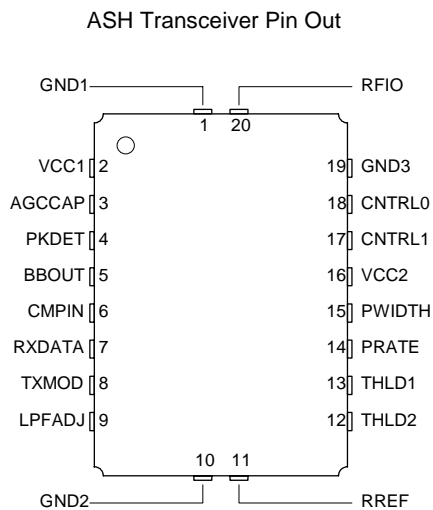 ASH Transceiver Pin Out
GND1 RFIO
1 20
VCC1 2 19 GND3
AGCCAP 3 18 CNTRL0
PKDET 4 17 CNTRL1
BBOUT 5 16 VCC2
CMPIN 6 15 PWIDTH
RXDATA 7 14 PRATE
TXMOD 8 13 THLD1
LPFADJ 9 12 THLD2
10 11
GND2 RREF